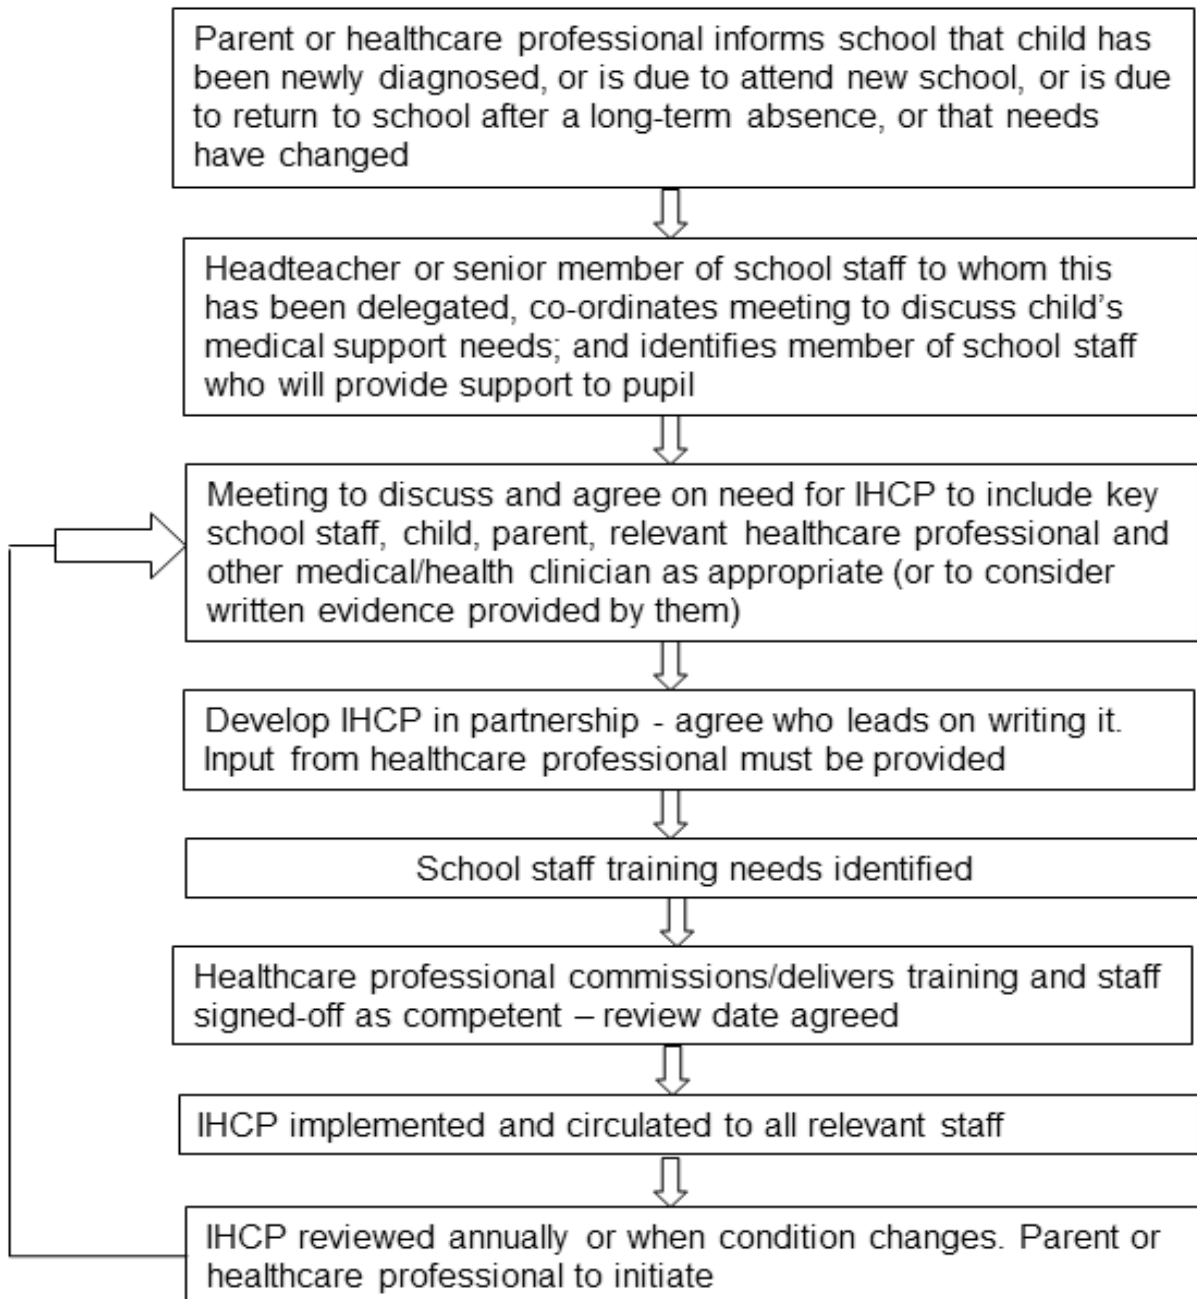 Parent or healthcare professional informs school that child has
been newly diagnosed, or is due to attend new school, or is due
to return to school after a long-term absence, or that needs
have changed
Headteacher or senior member of school staff to whom this
has been delegated, co-ordinates meeting to discuss child's
medical support needs; and identifies member of school staff
who will provide support to pupil
Meeting to discuss and agree on need for IHCP to include key
school staff, child, parent, relevant healthcare professional and
other medical/health clinician as appropriate (or to consider
written evidence provided by them)
Develop IHCP in partnership - agree who leads on writing it.
Input from healthcare professional must be provided
School staff training needs identified
Healthcare professional commissions/delivers training and staff
signed-off as competent – review date agreed
IHCP implemented and circulated to all relevant staff
IHCP reviewed annually or when condition changes. Parent or
healthcare professional to initiate